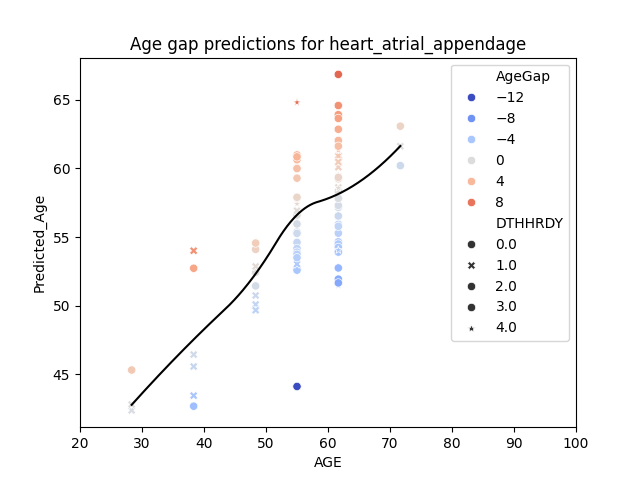 Age gap predictions for heart_atrial_appendage
Predicted_Age
65
60
55
50
45
20 30 40 50 60 70 80 90 100
AGE
AgeGap
−12
−8
−4
0
4
8
DTHHRDY
0.0
1.0
2.0
3.0
4.0